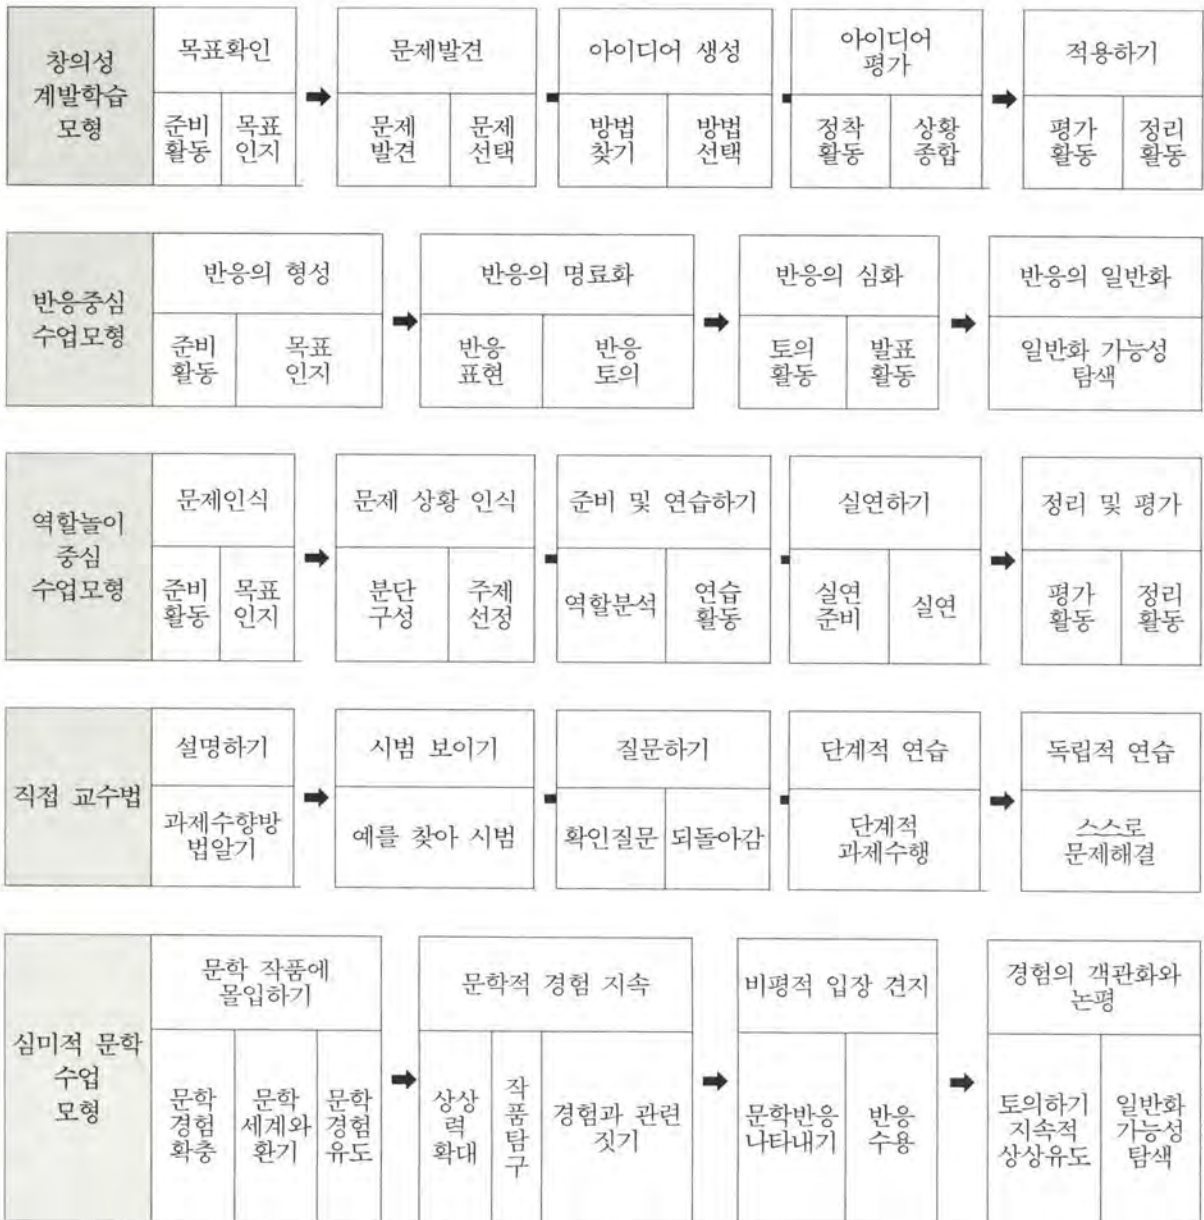 창의성
계발학습
모형
목표확인
준비
활동
목표
인지
문제발견
문제
발견
문제
선택
아이디어 생성
방법
찾기
방법
선택
아이디어
평가
정착
활동
상황
종합
적용하기
평가
활동
정리
활동
반응중심
수업모형
반응의 형성
준비
활동
목표
인지
반응의 명료화
반응
표현
반응
토의
반응의 심화
토의
활동
발표
활동
반응의 일반화
일반화 가능성
탐색
역할놀이
중심
수업모형
문제인식
준비
활동
목표
인지
문제 상황 인식
분단
구성
주제
선정
준비 및 연습하기
역할분석
연습
활동
실연하기
실연
준비
실연
정리 및 평가
평가
활동
정리
활동
직접 교수법
설명하기
과제수향방
법알기
시범 보이기
예를 찾아 시범
질문하기
확인질문
되돌아감
단계적 연습
단계적
과제수행
독립적 연습
스스로
문제해결
심미적 문학
수업
모형
문학 작품에
몰입하기
문학
경험
확충
문학
세계와
환기
문학
경험
유도
문학적 경험 지속
상상
력
확대
작
품
탐
구
경험과 관련
짓기
비평적 입장 견지
문학반응
나타내기
반응
수용
경험의 객관화와
논평
토의하기
지속적
상상유도
일반화
가능성
탐색